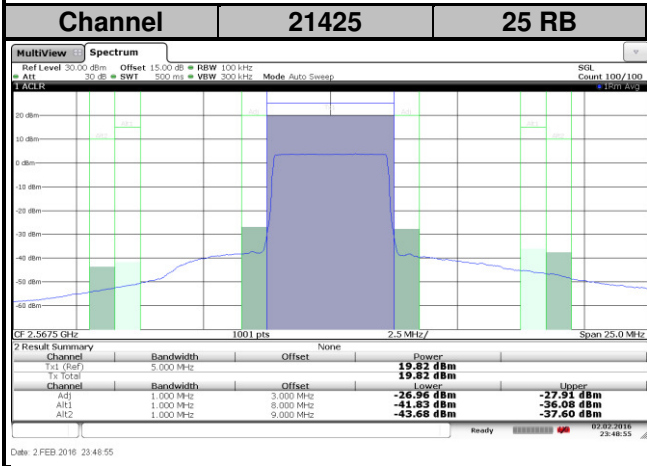 Channel 21425 25 RB
MultiView Spectrum
Ref Level 30.00 dBm Offset 15.00 dB RBW 100 kHz SGL
Att 30 dB SWT 500 ms VBW 300 kHz Mode Auto Sweep Count 100/100
1 ACLR 1Rm Avg
20 dBm
10 dBm
0 dBm
-10 dBm
-20 dBm
-30 dBm
-40 dBm
-50 dBm
-60 dBm
CF 2.5675 GHz 1001 pts 2.5 MHz/ Span 25.0 MHz
2 Result Summary None
Channel Bandwidth Offset Power
Tx1 (Ref) 5.000 MHz 19.82 dBm
Tx Total 19.82 dBm
Channel Bandwidth Offset Lower Upper
Adj 1.000 MHz 3.000 MHz -26.96 dBm -27.91 dBm
Alt1 1.000 MHz 8.000 MHz -41.83 dBm -36.08 dBm
Alt2 1.000 MHz 9.000 MHz -43.68 dBm -37.60 dBm
Ready 02.02.2016
23:48:55
Date: 2.FEB.2016 23:48:55